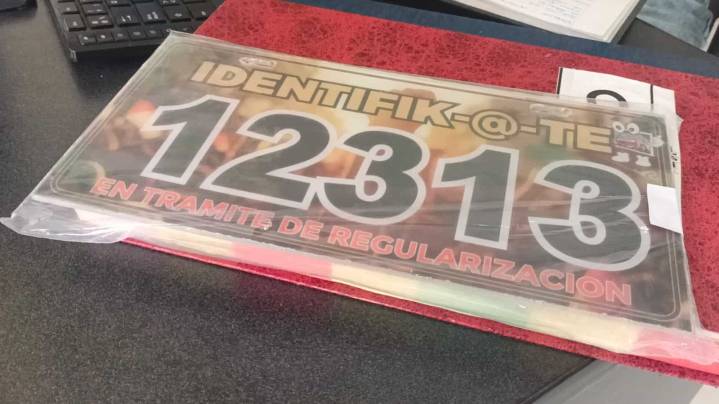 IDENTIFIK-@-TE
12313
EN TRAMITE DE REGULARIZACION